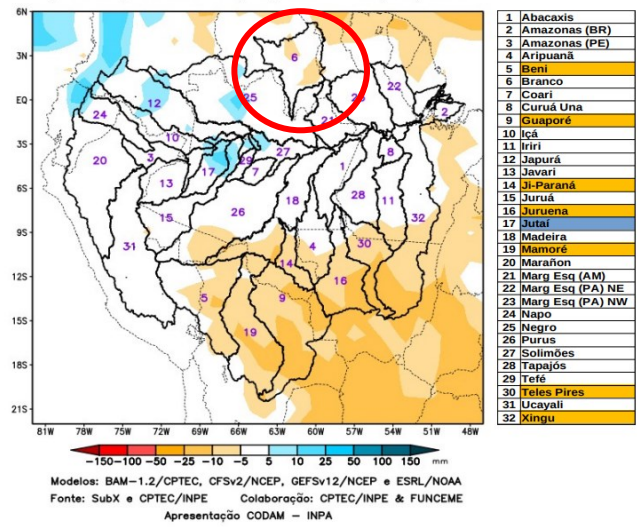 6N
3N
EQ
3S
6S
9S
12S
15S
18S
21S
81W 78W 75W 72W 69W 66W 63W 60W 57W 54W 51W 48W
6
22
12
25
24
21
2
10
20
3
27
8
29
1
13
17
7
28
11
18
15
26
32
31
4
30
14
16
5
9
19
-150 -100 -50 -25 -10 -5 5 10 25 50 100 150 mm
Modelos: BAM-1.2/CPTEC, CFSv2/NCEP, GEFSv12/NCEP e ESRL/NOAA
Fonte: SubX e CPTEC/INPE Colaboração: CPTEC/INPE & FUNCEME
Apresentação CODAM - INPA
1 Abacaxis
2 Amazonas (BR)
3 Amazonas (PE)
4 Aripuanã
5 Beni
6 Branco
7 Coari
8 Curuá Una
9 Guaporé
10 Içá
11 Iriri
12 Japurá
13 Javari
14 Ji-Paraná
15 Juruá
16 Juruena
17 Jutaí
18 Madeira
19 Mamoré
20 Marañon
21 Marg Esq (AM)
22 Marg Esq (PA) NE
23 Marg Esq (PA) NW
24 Napo
25 Negro
26 Purus
27 Solimões
28 Tapajós
29 Tefé
30 Teles Pires
31 Ucayali
32 Xingu